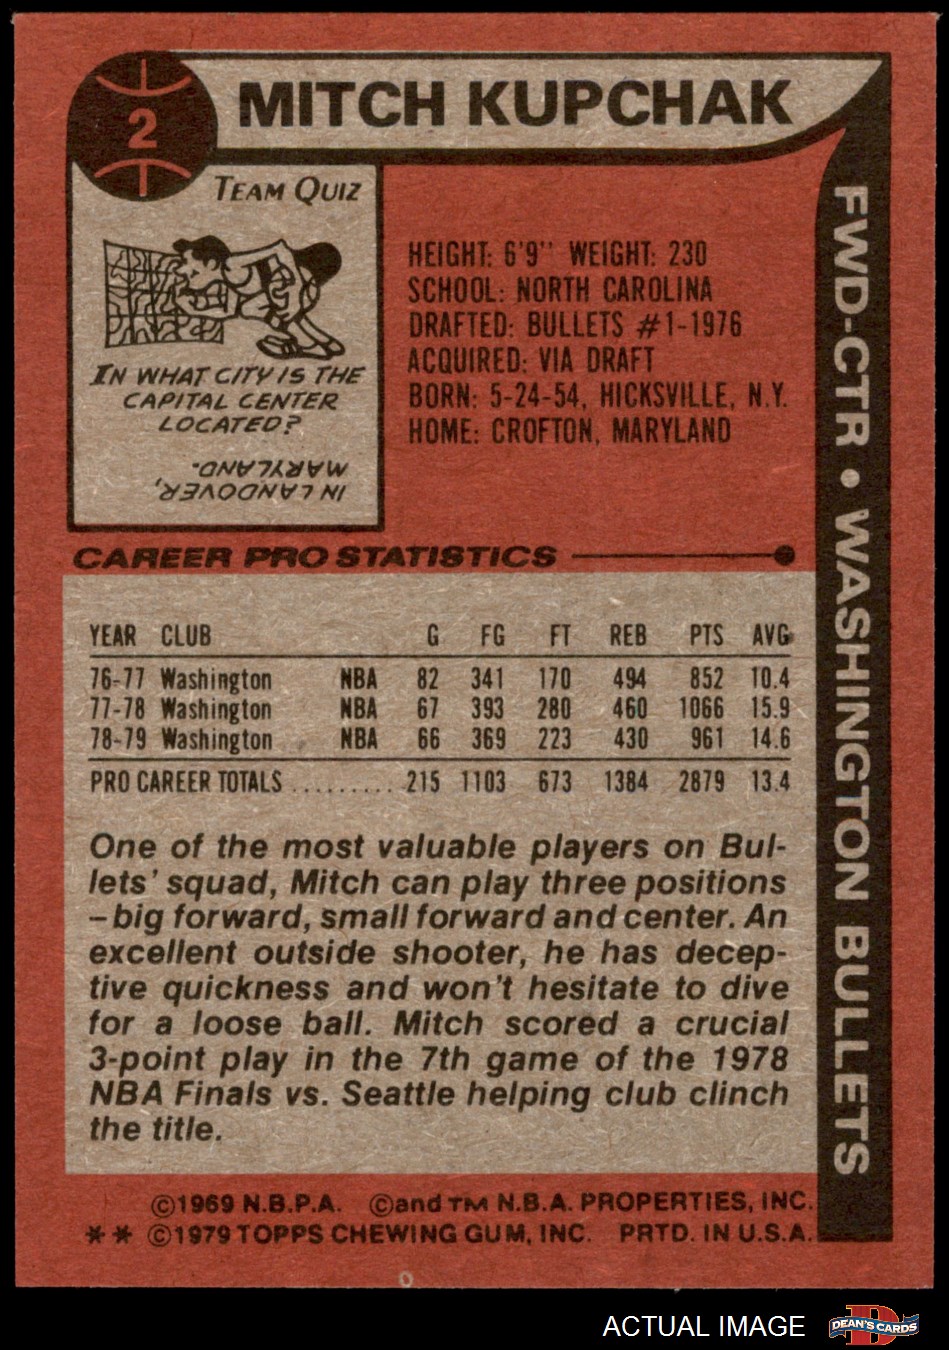 2
MITCH KUPCHAK
TEAM QUIZ
IN WHAT CITY IS THE
CAPITAL CENTER
LOCATED?
IN LANDOVER,
MARYLAND.
HEIGHT: 6'9" WEIGHT: 230
SCHOOL: NORTH CAROLINA
DRAFTED: BULLETS #1-1976
ACQUIRED: VIA DRAFT
BORN: 5-24-54, HICKSVILLE, N.Y.
HOME: CROFTON, MARYLAND
FWD-CTR • WASHINGTON BULLETS
CAREER PRO STATISTICS
YEAR CLUB G FG FT REB PTS AVG
76-77 Washington NBA 82 341 170 494 852 10.4
77-78 Washington NBA 67 393 280 460 1066 15.9
78-79 Washington NBA 66 369 223 430 961 14.6
PRO CAREER TOTALS ......... 215 1103 673 1384 2879 13.4
One of the most valuable players on Bul-
lets' squad, Mitch can play three positions
–big forward, small forward and center. An
excellent outside shooter, he has decep-
tive quickness and won't hesitate to dive
for a loose ball. Mitch scored a crucial
3-point play in the 7th game of the 1978
NBA Finals vs. Seattle helping club clinch
the title.
©1969 N.B.P.A. ©and TM N.B.A. PROPERTIES, INC.
** ©1979 TOPPS CHEWING GUM, INC. PRTD. IN U.S.A.
ACTUAL IMAGE
D
DEAN'S CARDS